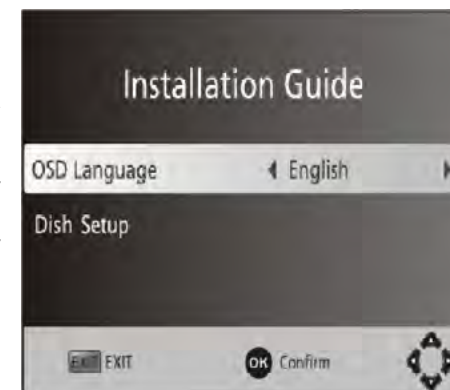 Installation Guide
OSD Language English
Dish Setup
EXIT EXIT OK Confirm